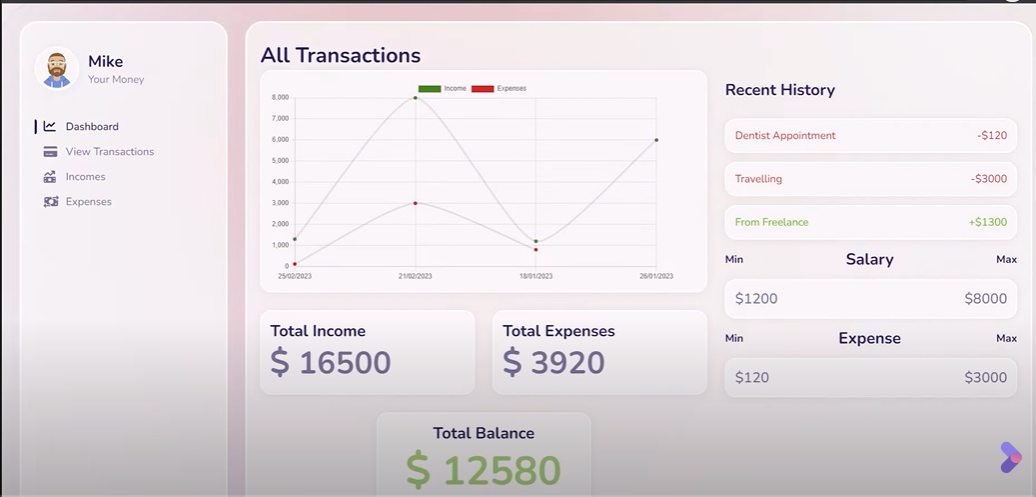 Mike
Your Money
Dashboard
View Transactions
Incomes
Expenses
All Transactions
Income Expenses
8,000
7,000
6,000
5,000
4,000
3,000
2,000
1,000
0
25/02/2023 21/02/2023 18/01/2023 26/01/2023
Total Income
$ 16500
Total Expenses
$ 3920
Total Balance
$ 12580
Recent History
Dentist Appointment -$120
Travelling -$3000
From Freelance +$1300
Min Salary Max
$1200 $8000
Min Expense Max
$120 $3000